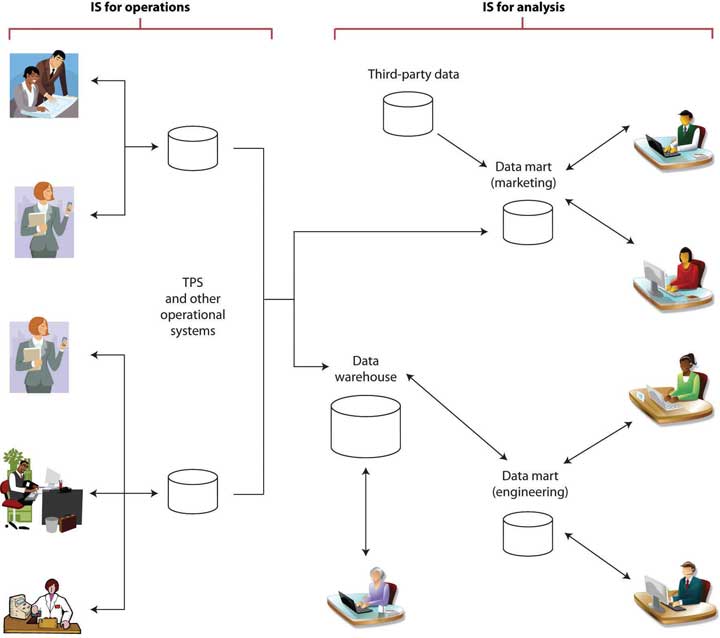 IS for operations
IS for analysis
Third-party data
Data mart
(marketing)
TPS
and other
operational
systems
Data
warehouse
Data mart
(engineering)